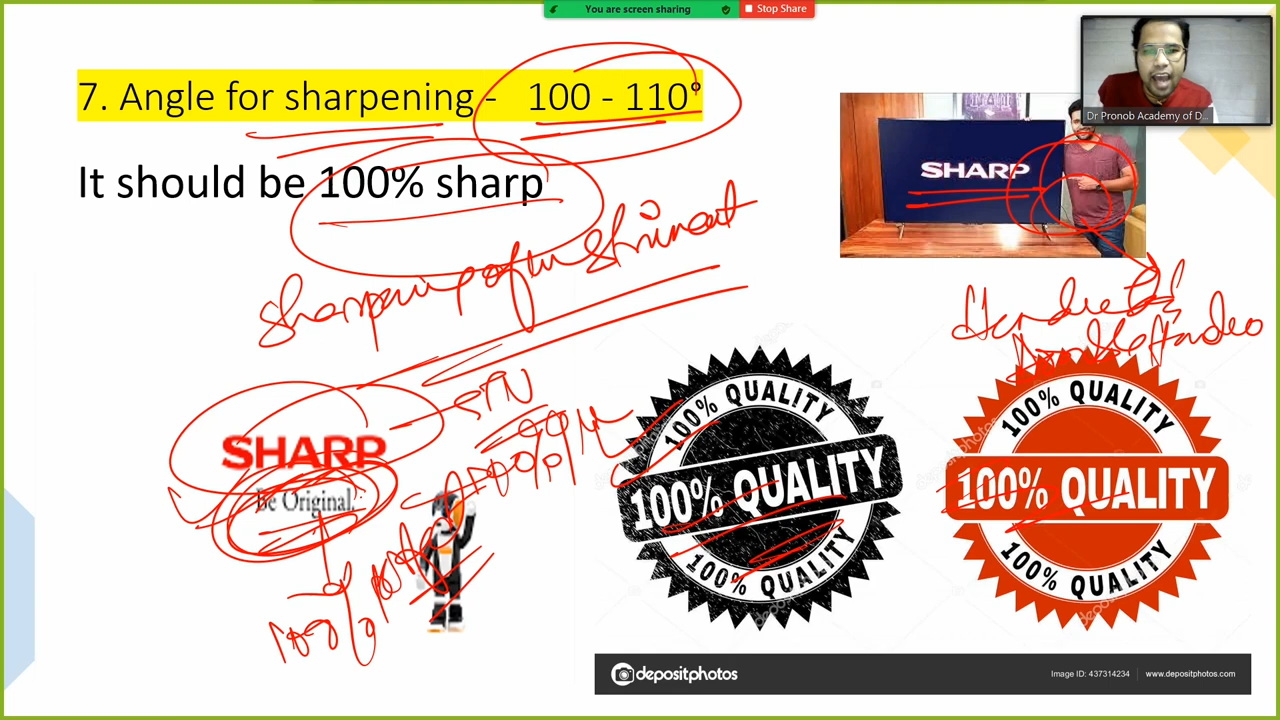 You are screen sharing
Stop Share
7. Angle for sharpening - 100 - 110°
Dr Pronob Academy of D...
It should be 100% sharp
SHARP
sharpening of
SHARP
Be Original.
100% QUALITY
100% QUALITY
100% QUALITY
100% QUALITY
100% QUALITY
100% QUALITY
depositphotos
Image ID: 437314234
www.depositphotos.com